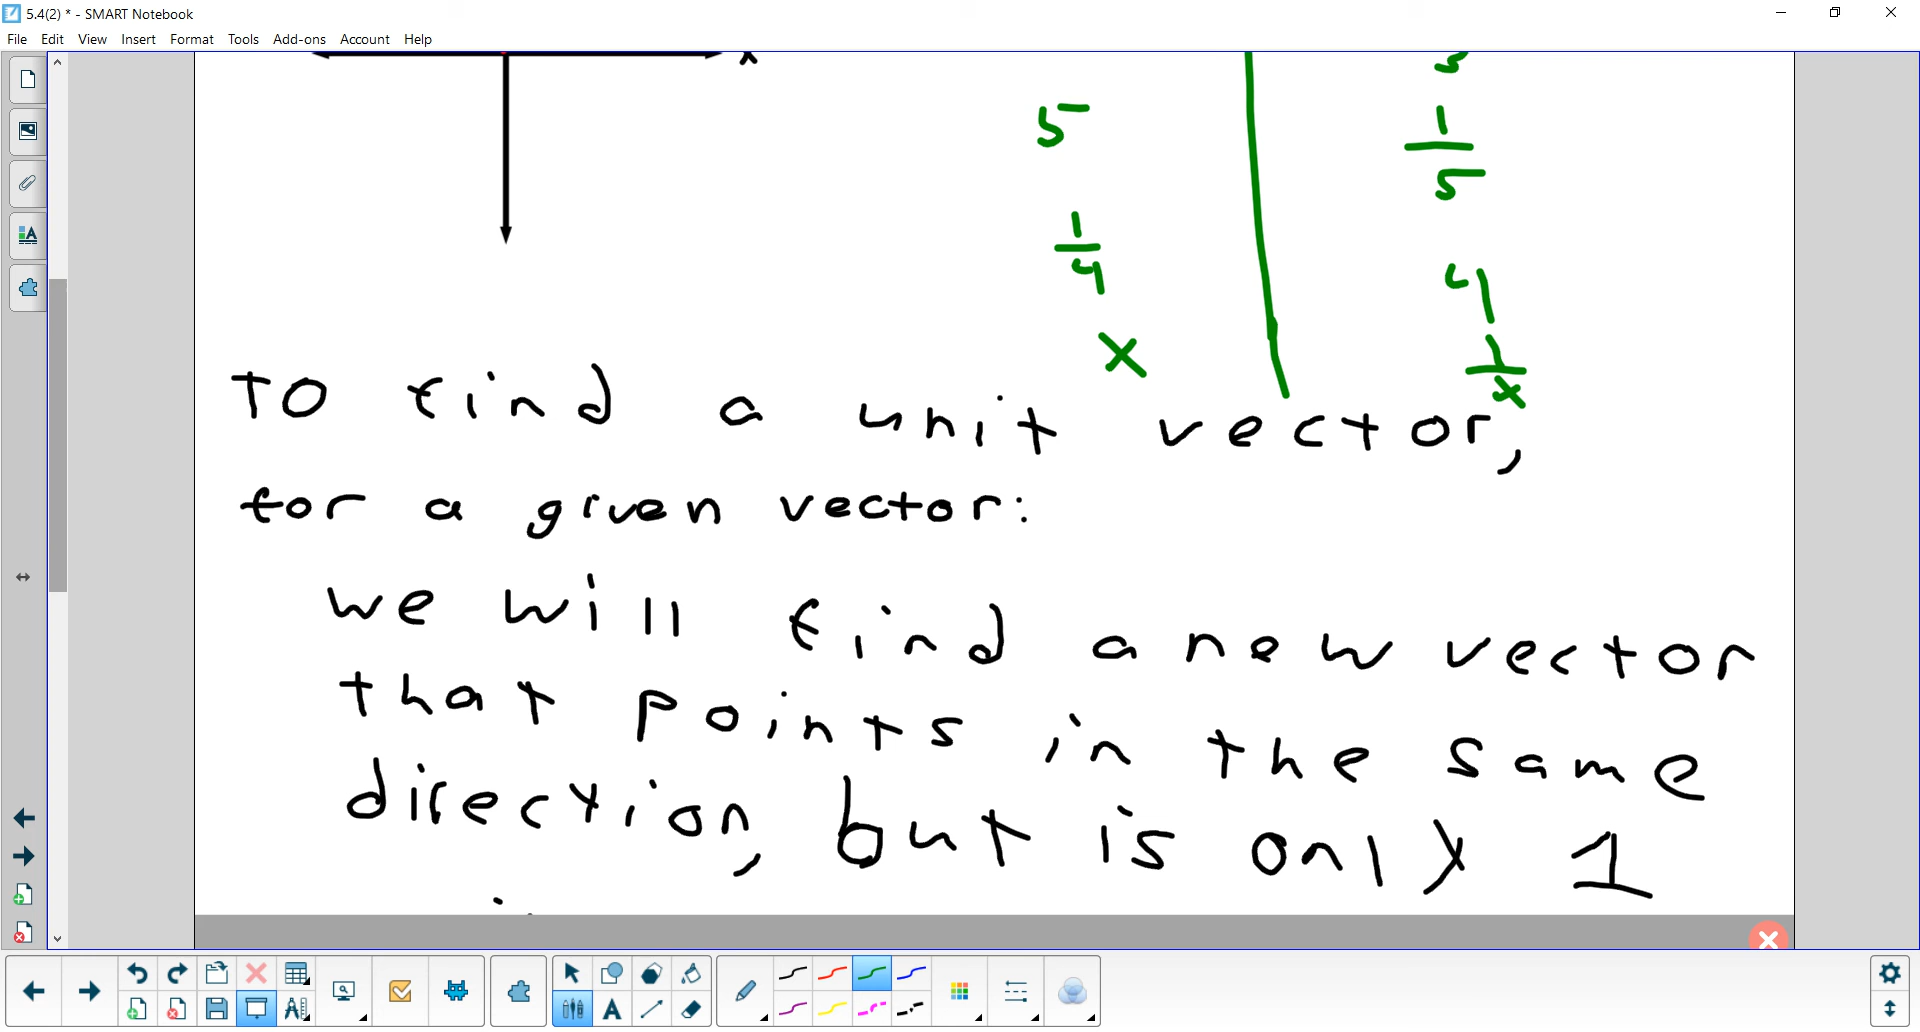 5.4(2) * - SMART Notebook
File Edit View Insert Format Tools Add-ons Account Help
x
5
1/5
1/4
4
x
1/x
To find a unit vector,
for a given vector:
we will find a new vector
that points in the same
direction, but is only 1